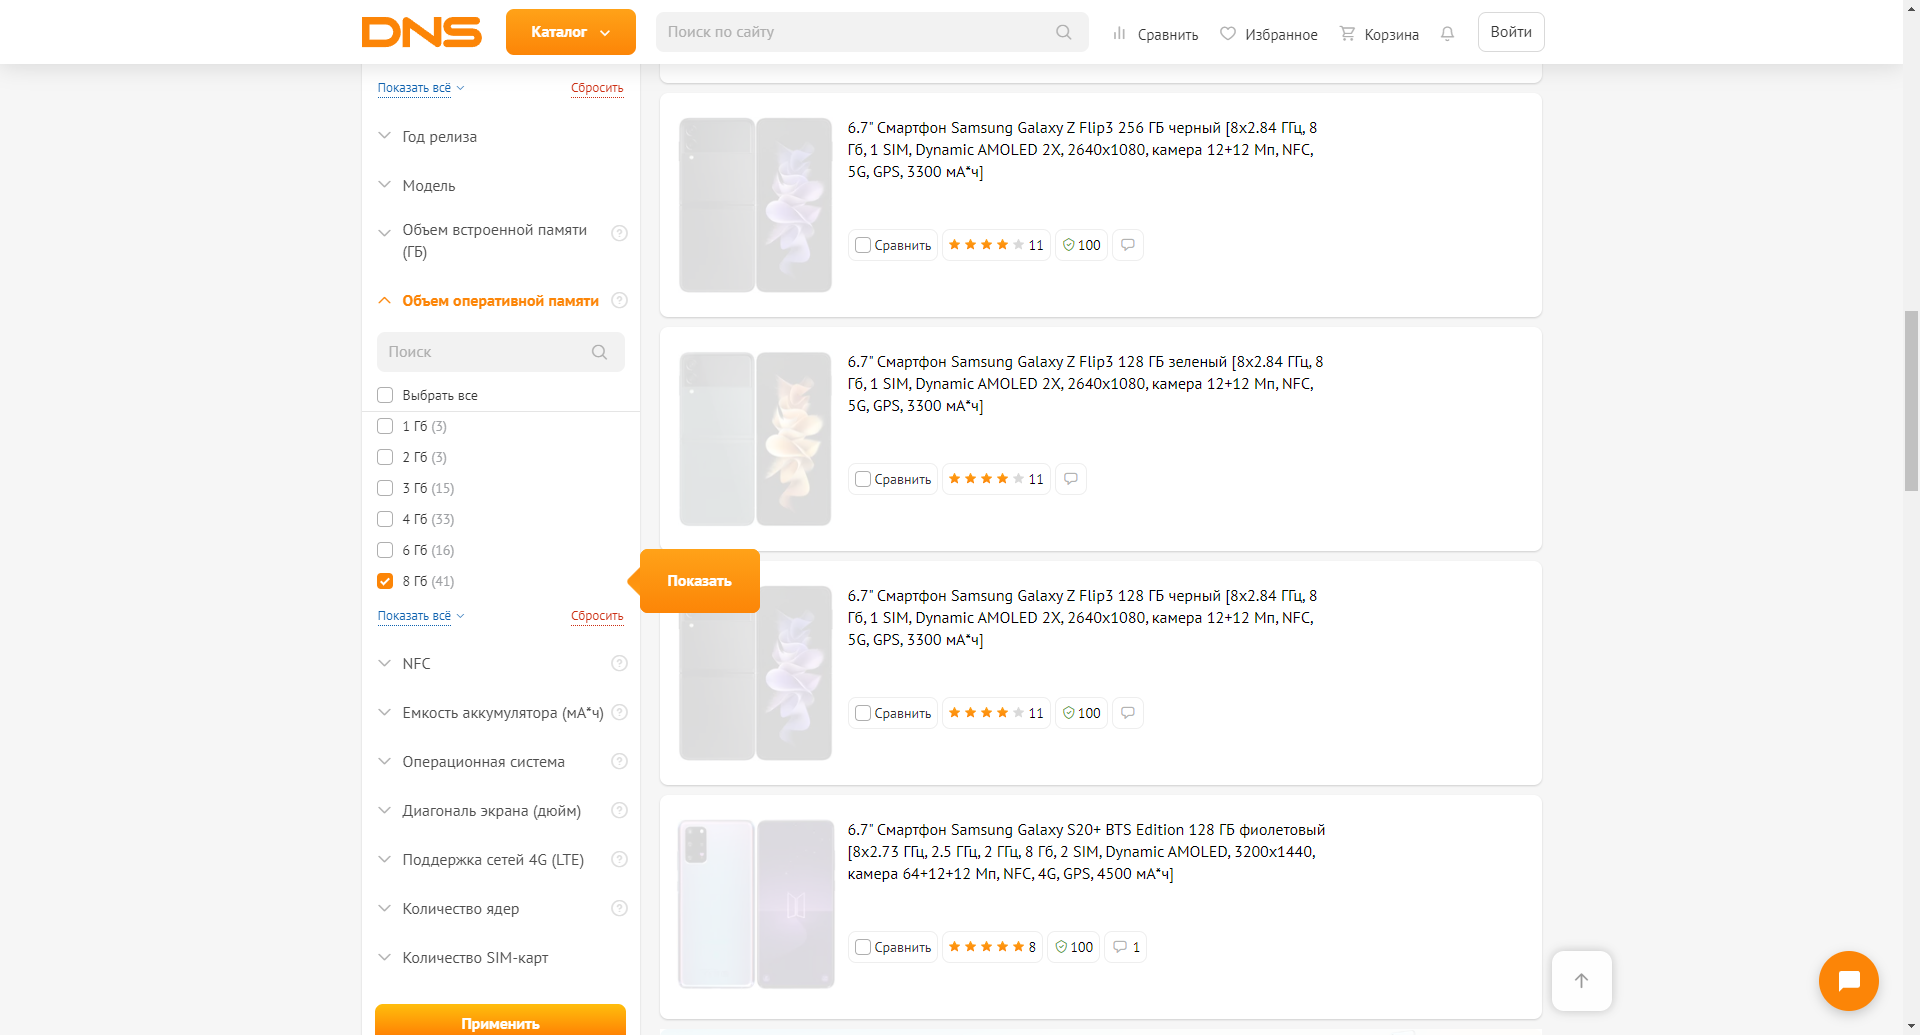 DNS
Каталог
Поиск по сайту
Сравнить
Избранное
Корзина
Войти
Показать всё
Сбросить
Год релиза
Модель
Объем встроенной памяти
(ГБ)
Объем оперативной памяти
Поиск
Выбрать все
1 Гб (3)
2 Гб (3)
3 Гб (15)
4 Гб (33)
6 Гб (16)
8 Гб (41)
Показать
Показать всё
Сбросить
NFC
Емкость аккумулятора (мА*ч)
Операционная система
Диагональ экрана (дюйм)
Поддержка сетей 4G (LTE)
Количество ядер
Количество SIM-карт
Применить
6.7" Смартфон Samsung Galaxy Z Flip3 256 ГБ черный [8x2.84 ГГц, 8
Гб, 1 SIM, Dynamic AMOLED 2X, 2640x1080, камера 12+12 Мп, NFC,
5G, GPS, 3300 мА*ч]
Сравнить
11
100
6.7" Смартфон Samsung Galaxy Z Flip3 128 ГБ зеленый [8x2.84 ГГц, 8
Гб, 1 SIM, Dynamic AMOLED 2X, 2640x1080, камера 12+12 Мп, NFC,
5G, GPS, 3300 мА*ч]
Сравнить
11
6.7" Смартфон Samsung Galaxy Z Flip3 128 ГБ черный [8x2.84 ГГц, 8
Гб, 1 SIM, Dynamic AMOLED 2X, 2640x1080, камера 12+12 Мп, NFC,
5G, GPS, 3300 мА*ч]
Сравнить
11
100
6.7" Смартфон Samsung Galaxy S20+ BTS Edition 128 ГБ фиолетовый
[8x2.73 ГГц, 2.5 ГГц, 2 ГГц, 8 Гб, 2 SIM, Dynamic AMOLED, 3200x1440,
камера 64+12+12 Мп, NFC, 4G, GPS, 4500 мА*ч]
Сравнить
8
100
1